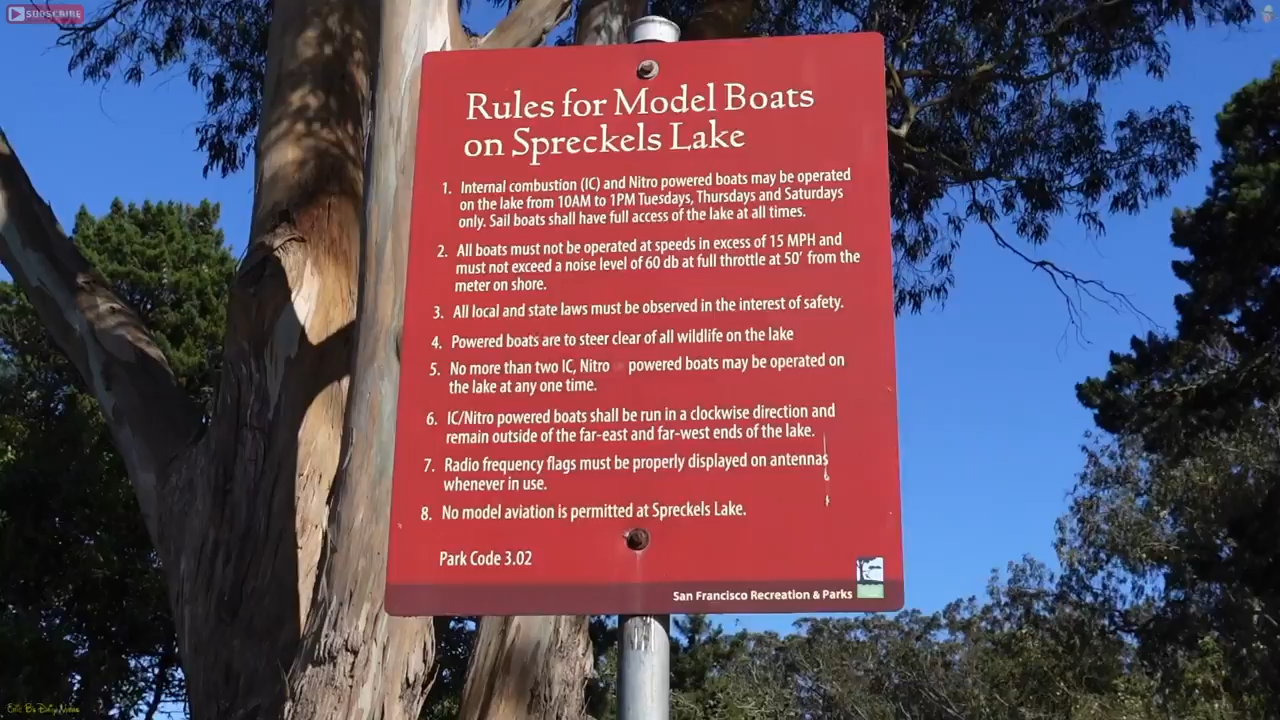 SUBSCRIBE
Rules for Model Boats
on Spreckels Lake
1. Internal combustion (IC) and Nitro powered boats may be operated
on the lake from 10AM to 1PM Tuesdays, Thursdays and Saturdays
only. Sail boats shall have full access of the lake at all times.
2. All boats must not be operated at speeds in excess of 15 MPH and
must not exceed a noise level of 60 db at full throttle at 50' from the
meter on shore.
3. All local and state laws must be observed in the interest of safety.
4. Powered boats are to steer clear of all wildlife on the lake
5. No more than two IC, Nitro powered boats may be operated on
the lake at any one time.
6. IC/Nitro powered boats shall be run in a clockwise direction and
remain outside of the far-east and far-west ends of the lake.
7. Radio frequency flags must be properly displayed on antennas
whenever in use.
8. No model aviation is permitted at Spreckels Lake.
Park Code 3.02
San Francisco Recreation & Parks